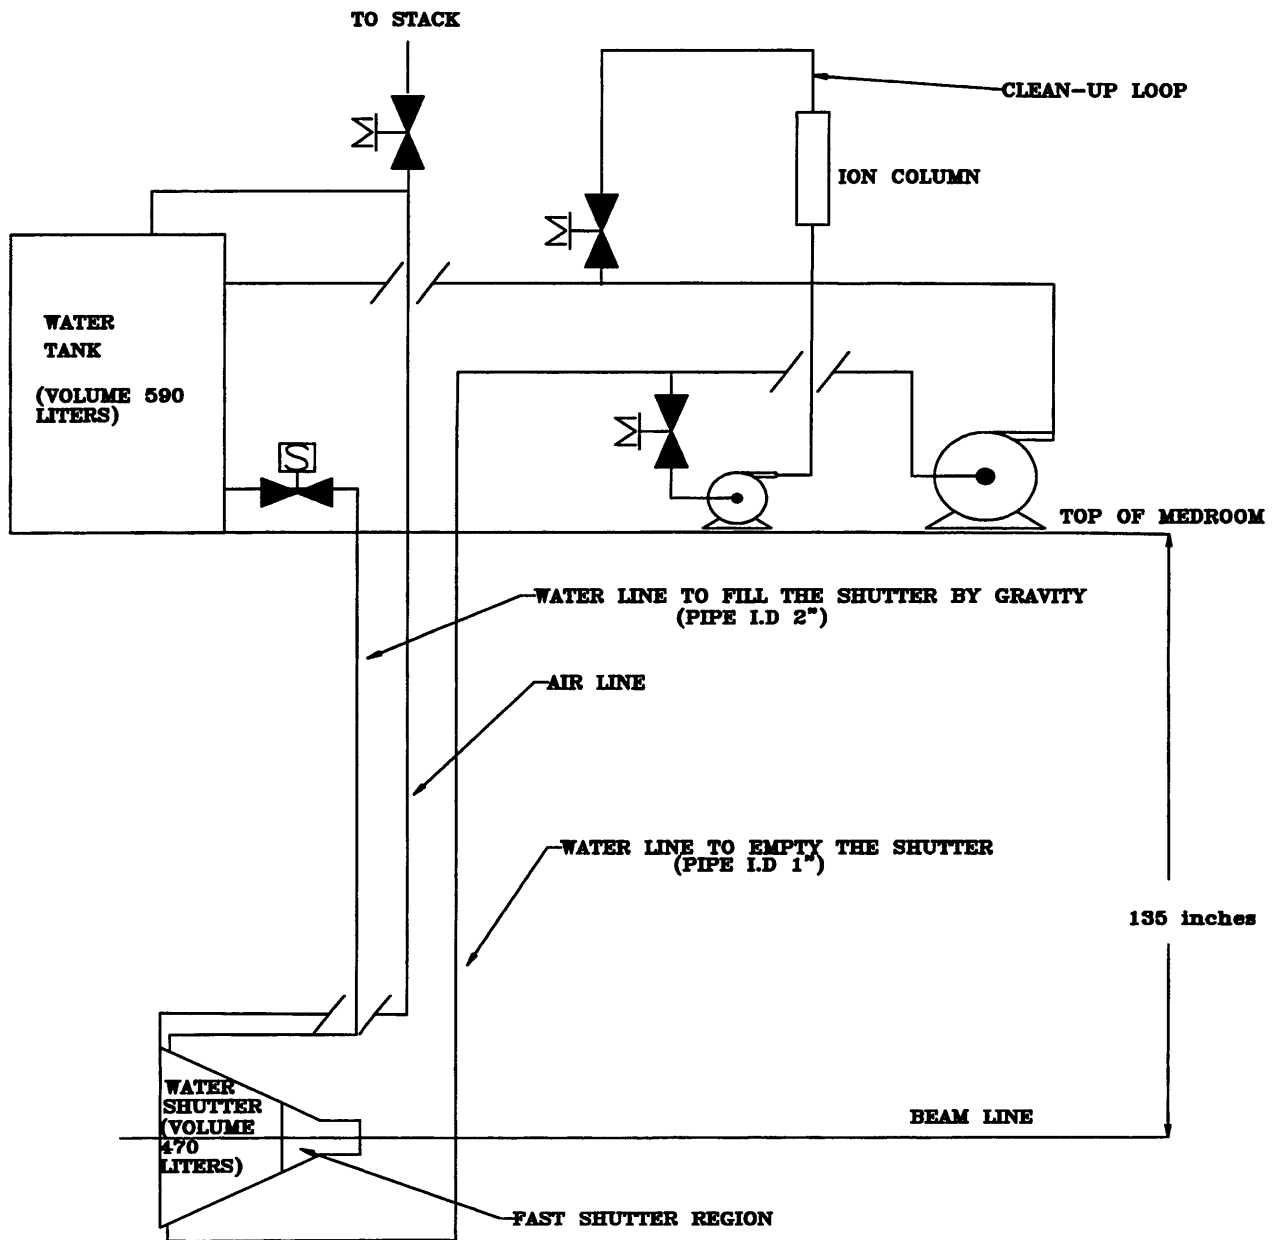 TO STACK
M
CLEAN-UP LOOP
ION COLUMN
M
WATER
TANK
(VOLUME 590
LITERS)
M
S
TOP OF MEDROOM
WATER LINE TO FILL THE SHUTTER BY GRAVITY
(PIPE I.D 2")
AIR LINE
WATER LINE TO EMPTY THE SHUTTER
(PIPE I.D 1")
135 inches
WATER
SHUTTER
(VOLUME
470
LITERS)
BEAM LINE
FAST SHUTTER REGION